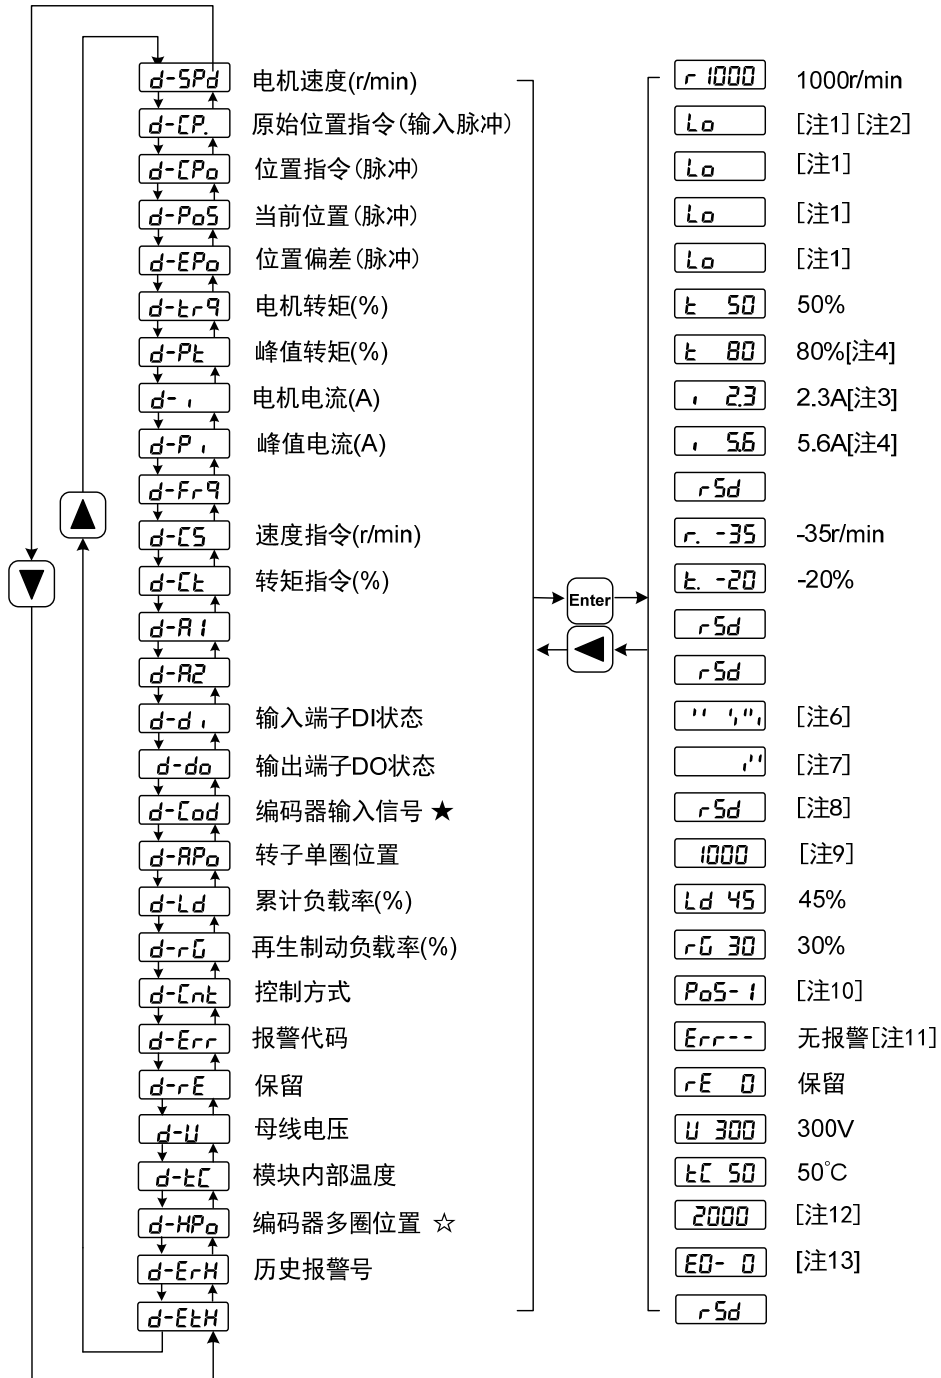 d-SPd 电机速度(r/min) r 1000 1000r/min
d-CP. 原始位置指令(输入脉冲) Lo [注1][注2]
d-CPo 位置指令(脉冲) Lo [注1]
d-PoS 当前位置(脉冲) Lo [注1]
d-EPo 位置偏差(脉冲) Lo [注1]
d-trq 电机转矩(%) t 50 50%
d-Pt 峰值转矩(%) t 80 80%[注4]
d-i 电机电流(A) i 2.3 2.3A[注3]
d-Pi 峰值电流(A) i 5.6 5.6A[注4]
d-Frq rSd
d-CS 速度指令(r/min) r. -35 -35r/min
d-Ct 转矩指令(%) t. -20 -20%
Enter
d-A1 rSd
d-A2 rSd
d-di 输入端子DI状态 [注6]
d-do 输出端子DO状态 [注7]
d-Cod 编码器输入信号 ★ rSd [注8]
d-APo 转子单圈位置 1000 [注9]
d-Ld 累计负载率(%) Ld 45 45%
d-rG 再生制动负载率(%) rG 30 30%
d-Cnt 控制方式 PoS-1 [注10]
d-Err 报警代码 Err-- 无报警[注11]
d-rE 保留 rE 0 保留
d-U 母线电压 U 300 300V
d-tC 模块内部温度 tC 50 50°C
d-HPo 编码器多圈位置 ☆ 2000 [注12]
d-ErH 历史报警号 E0- 0 [注13]
d-EtH rSd